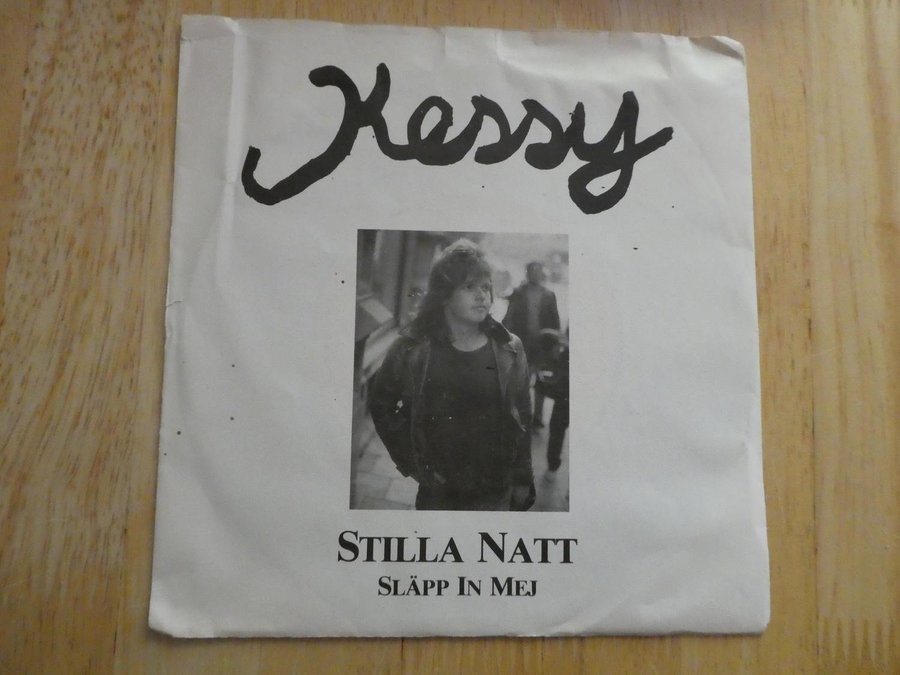 Kessy
STILLA NATT
SLÄPP IN MEJ